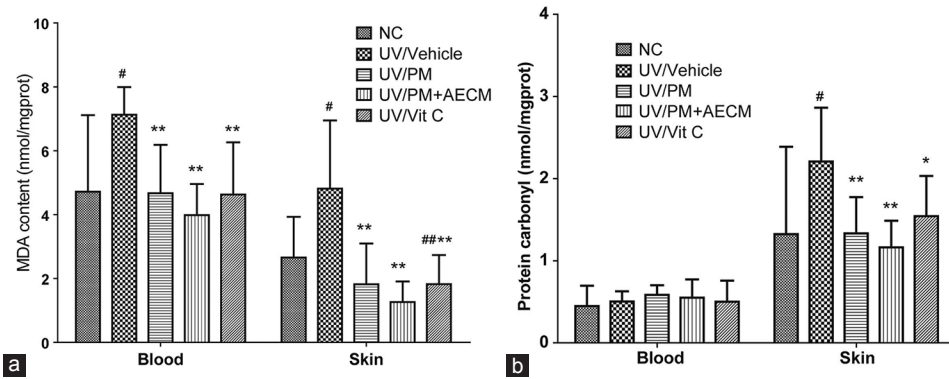 10
8
6
4
2
0
MDA content (nmol/mgprot)
NC
UV/Vehicle
UV/PM
UV/PM+AECM
UV/Vit C
#
**
**
**
#
**
**
##**
Blood
Skin
a
4
3
2
1
0
Protein carbonyl (nmol/mgprot)
NC
UV/Vehicle
UV/PM
UV/PM+AECM
UV/Vit C
#
**
**
*
Blood
Skin
b